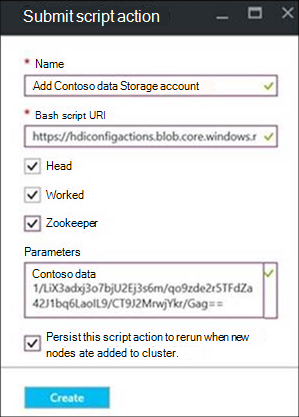 Submit script action
* Name
Add Contoso data Storage account
* Bash script URI
https://hdiconfigactions.blob.core.windows.r
Head
Worked
Zookeeper
Parameters
Contoso data
1/LiX3adxj3o7bjU2Ej3s6m/qo9zde2r5TFdZa
42J1bq6LaolL9/CT9J2MrwjYkr/Gag==
Persist this script action to rerun when new
nodes ate added to cluster.
Create